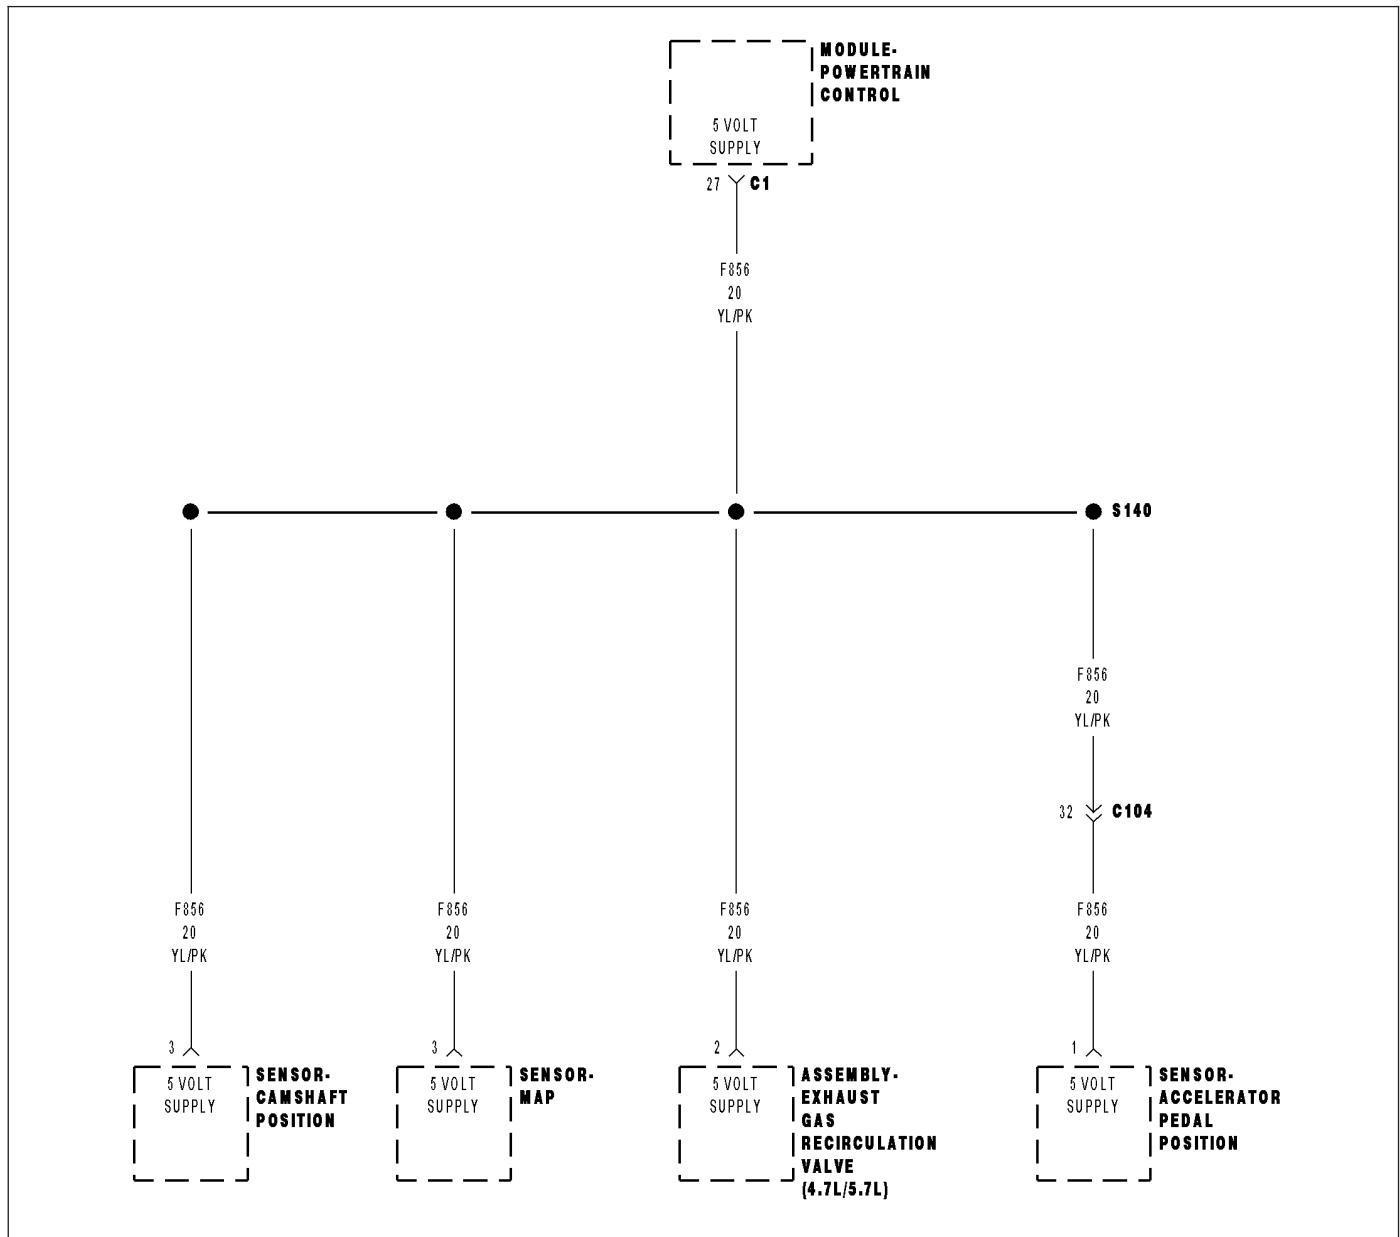 MODULE-
POWERTRAIN
CONTROL
5 VOLT
SUPPLY
27 C1
F856
20
YL/PK
S140
F856
20
YL/PK
32 C104
F856
20
YL/PK
F856
20
YL/PK
F856
20
YL/PK
F856
20
YL/PK
3
5 VOLT
SUPPLY
SENSOR-
CAMSHAFT
POSITION
3
5 VOLT
SUPPLY
SENSOR-
MAP
2
5 VOLT
SUPPLY
ASSEMBLY-
EXHAUST
GAS
RECIRCULATION
VALVE
(4.7L/5.7L)
1
5 VOLT
SUPPLY
SENSOR-
ACCELERATOR
PEDAL
POSITION